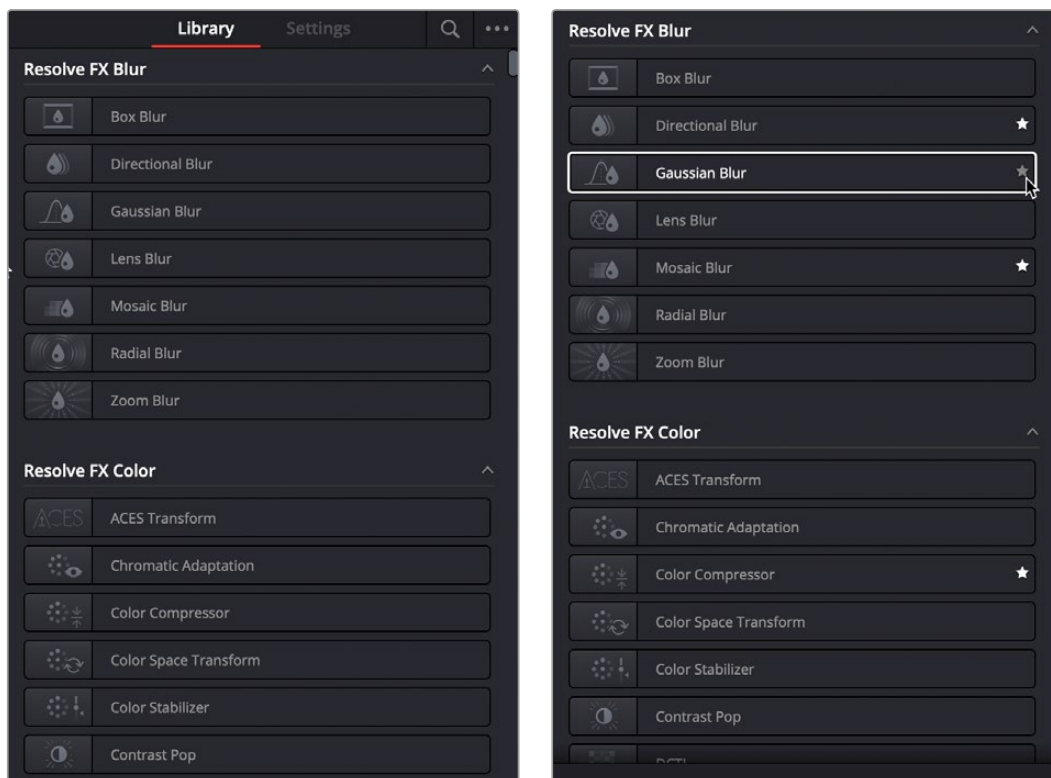 Library Settings
Resolve FX Blur
Box Blur
Directional Blur
Gaussian Blur
Lens Blur
Mosaic Blur
Radial Blur
Zoom Blur
Resolve FX Color
ACES
ACES Transform
Chromatic Adaptation
Color Compressor
Color Space Transform
Color Stabilizer
Contrast Pop
Resolve FX Blur
Box Blur
Directional Blur
Gaussian Blur
Lens Blur
Mosaic Blur
Radial Blur
Zoom Blur
Resolve FX Color
ACES
ACES Transform
Chromatic Adaptation
Color Compressor
Color Space Transform
Color Stabilizer
Contrast Pop